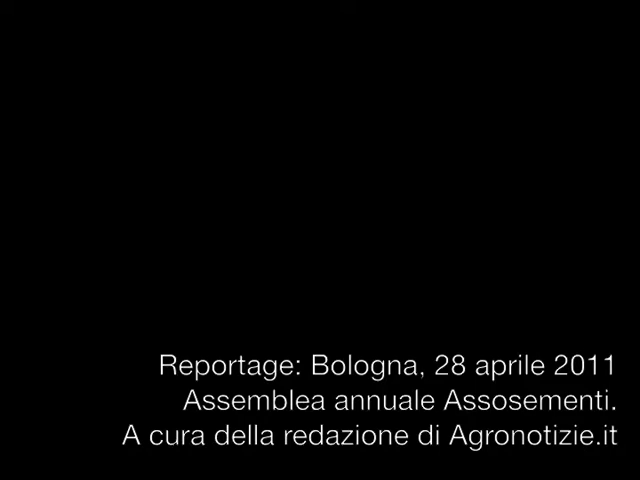 Reportage: Bologna, 28 aprile 2011
Assemblea annuale Assosementi.
A cura della redazione di Agronotizie.it